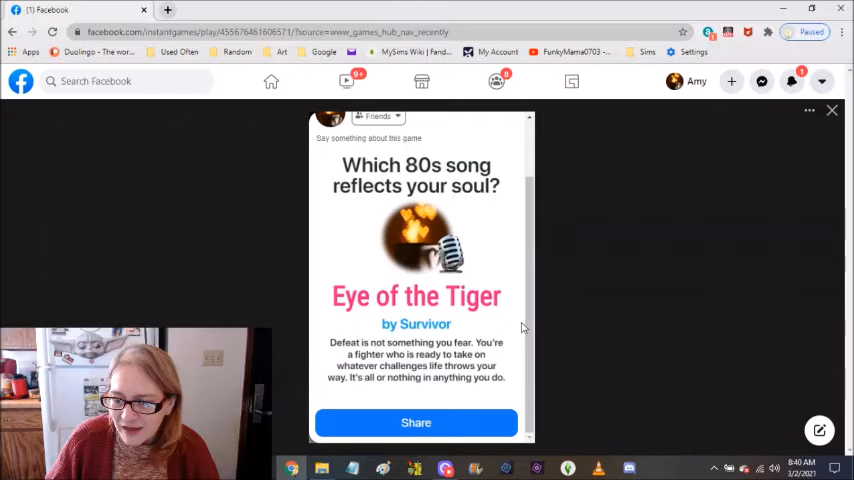 (1) Facebook
facebook.com/instantgames/play/455676461606571/?source=www_games_hub_nav_recently
Paused
Apps
Duolingo - The wor...
Used Often
Random
Art
Google
MySims Wiki | Fand...
My Account
FunkyMama0703 - ...
Sims
Settings
Search Facebook
9+
8
Amy
1
Friends
Say something about this game
Which 80s song
reflects your soul?
Eye of the Tiger
by Survivor
Defeat is not something you fear. You're
a fighter who is ready to take on
whatever challenges life throws your
way. It's all or nothing in anything you do.
Share
8:40 AM
3/2/2021